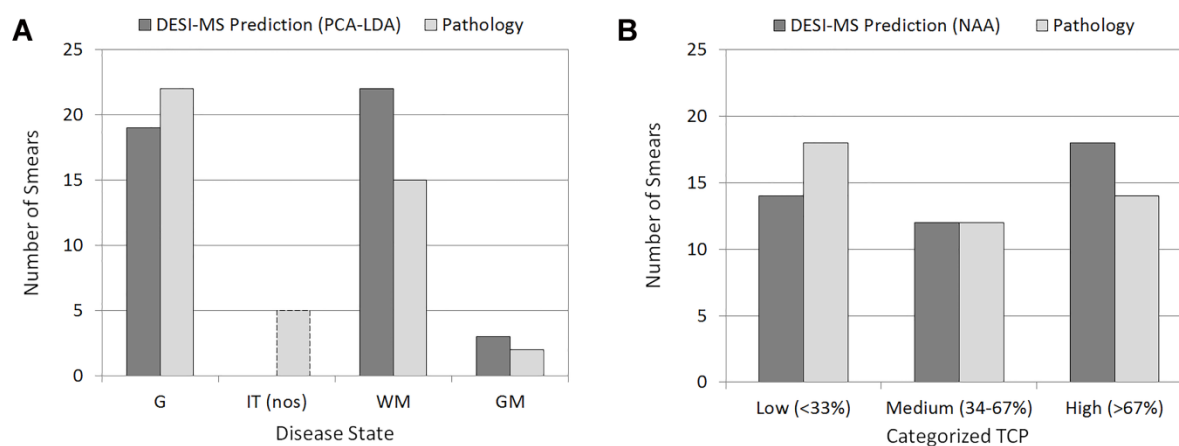 A
DESI-MS Prediction (PCA-LDA) Pathology
25
20
15
10
5
0
Number of Smears
G IT (nos) WM GM
Disease State
B
DESI-MS Prediction (NAA) Pathology
25
20
15
10
5
0
Number of Smears
Low (<33%) Medium (34-67%) High (>67%)
Categorized TCP